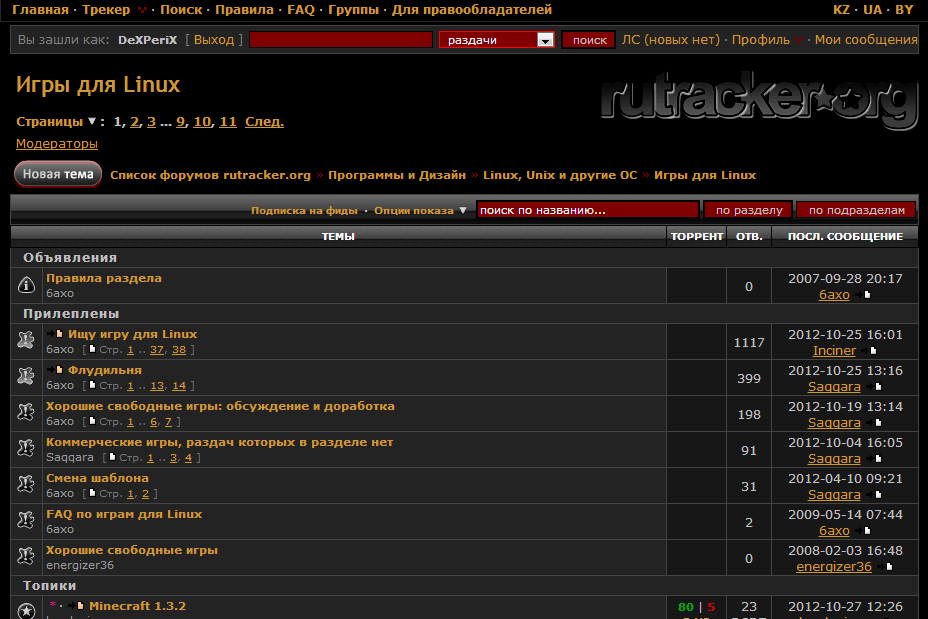 Главная · Трекер · Поиск · Правила · FAQ · Группы · Для правообладателей KZ · UA · BY
Вы зашли как: DeXPeriX [ Выход ] раздачи поиск ЛС (новых нет) · Профиль · Мои сообщения
Игры для Linux
rutracker.org
Страницы ▼ : 1, 2, 3 ... 9, 10, 11 След.
Модераторы
Новая тема Список форумов rutracker.org » Программы и Дизайн » Linux, Unix и другие ОС » Игры для Linux
Подписка на фиды · Опции показа ▼ поиск по названию... по разделу по подразделам
ТЕМЫ ТОРРЕНТ ОТВ. ПОСЛ. СООБЩЕНИЕ
Объявления
Правила раздела 0 2007-09-28 20:17
6axo 6axo
Прилеплены
Ищу игру для Linux 1117 2012-10-25 16:01
6axo [ Стр. 1 .. 37, 38 ] Inciner
Флудильня 399 2012-10-25 13:16
6axo [ Стр. 1 .. 13, 14 ] Saqqara
Хорошие свободные игры: обсуждение и доработка 198 2012-10-19 13:14
6axo [ Стр. 1 .. 6, 7 ] Saqqara
Коммерческие игры, раздач которых в разделе нет 91 2012-10-04 16:05
Saqqara [ Стр. 1 .. 3, 4 ] Saqqara
Смена шаблона 31 2012-04-10 09:21
6axo [ Стр. 1, 2 ] Saqqara
FAQ по играм для Linux 2 2009-05-14 07:44
6axo 6axo
Хорошие свободные игры 0 2008-02-03 16:48
energizer36 energizer36
Топики
* · Minecraft 1.3.2 80 | 5 23 2012-10-27 12:26